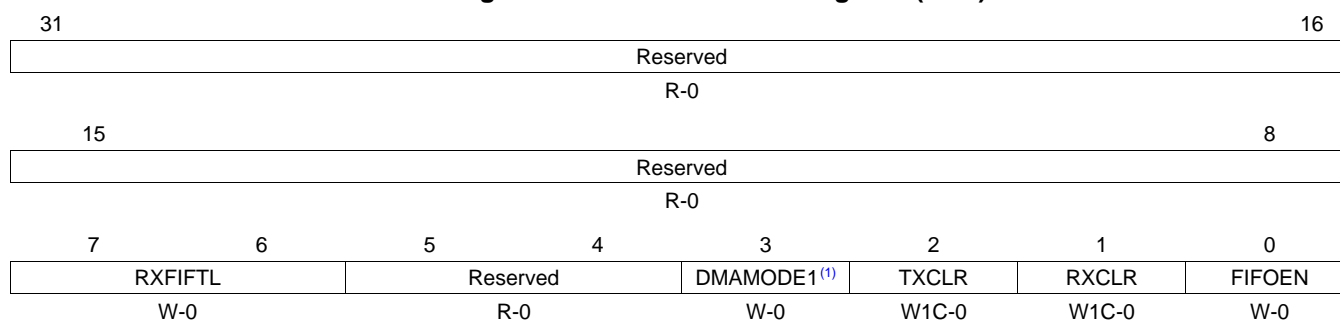 31 16
Reserved
R-0
15 8
Reserved
R-0
7 6 5 4 3 2 1 0
RXFIFTL Reserved DMAMODE1(1) TXCLR RXCLR FIFOEN
W-0 R-0 W-0 W1C-0 W1C-0 W-0